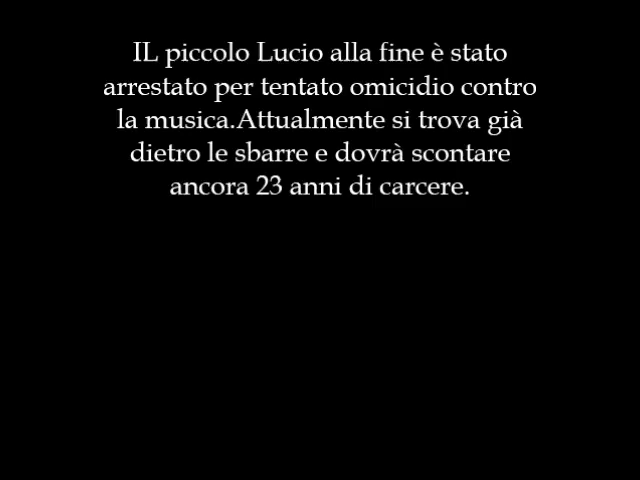 IL piccolo Lucio alla fine è stato
arrestato per tentato omicidio contro
la musica.Attualmente si trova già
dietro le sbarre e dovrà scontare
ancora 23 anni di carcere.